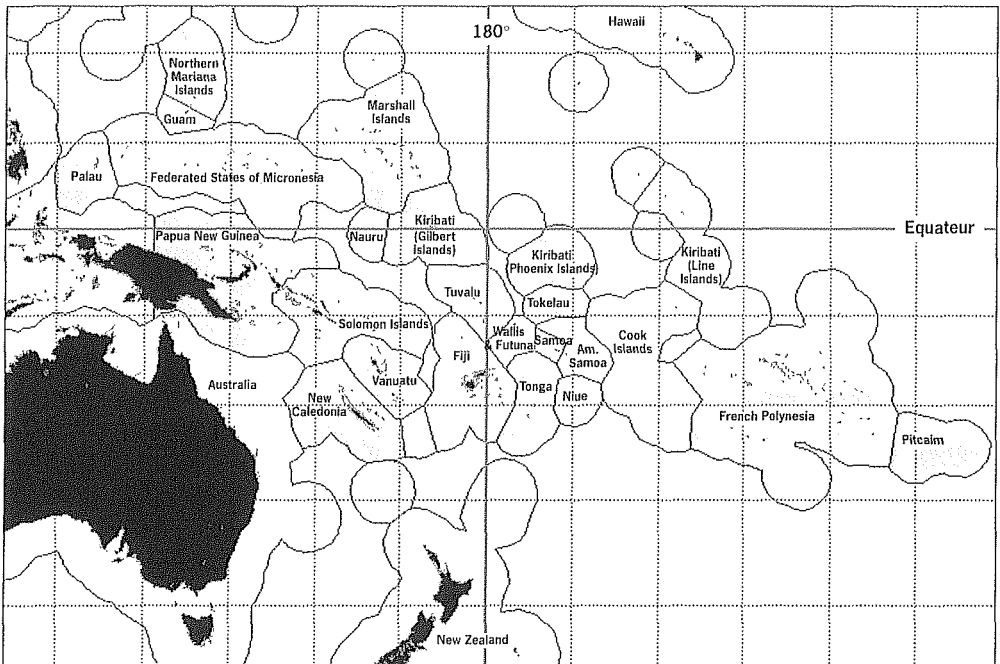 Hawaii
180°
Northern
Mariana
Islands
Guam
Marshall
Islands
Palau
Federated States of Micronesia
Papua New Guinea
Nauru
Kiribati
(Gilbert
Islands)
Equateur
Kiribati
Phoenix Islands)
Kiribati
(Line
Islands)
Tuvalu
Tokelau
Solomon Islands
Wallis
& Futuna
Samoa
Cook
Islands
Am.
Samoa
Fiji
Vanuatu
Australia
New
Caledonia
Tonga
Niue
French Polynesia
Pitcairn
New Zealand